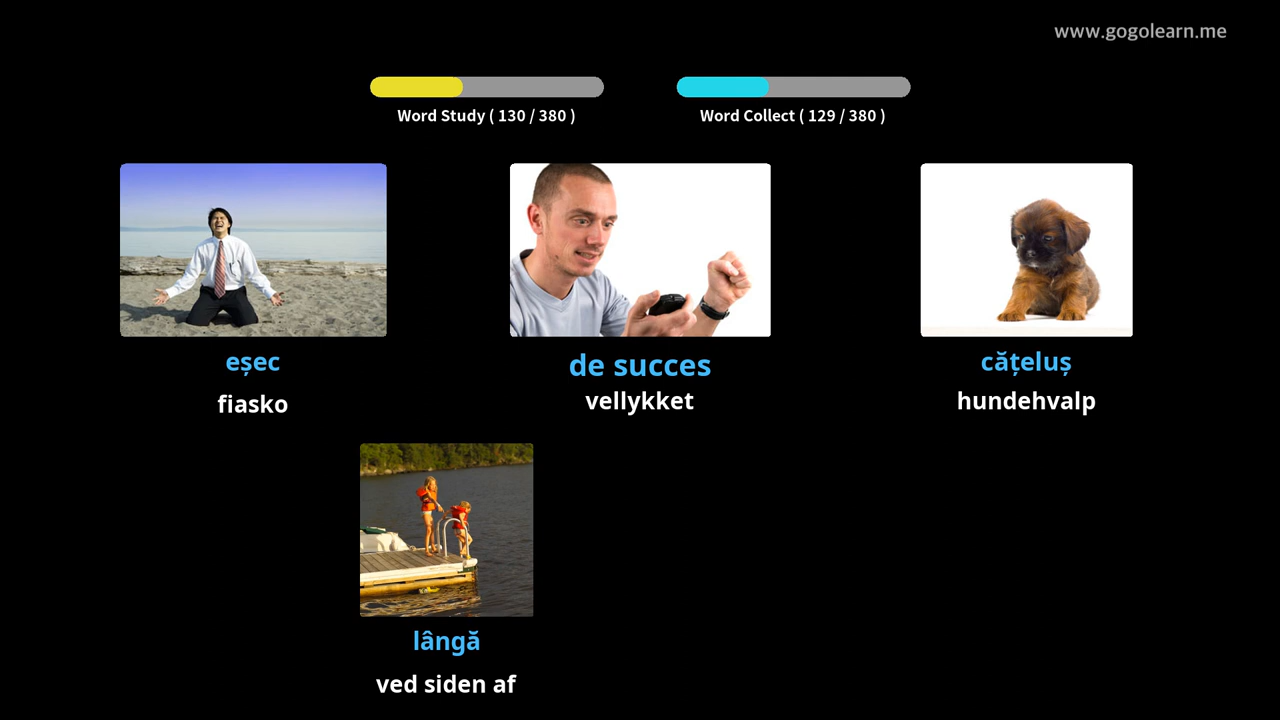 www.gogolearn.me
Word Study ( 130 / 380 )
Word Collect ( 129 / 380 )
eșec
de succes
cățeluș
fiasko
vellykket
hundehvalp
lângă
ved siden af